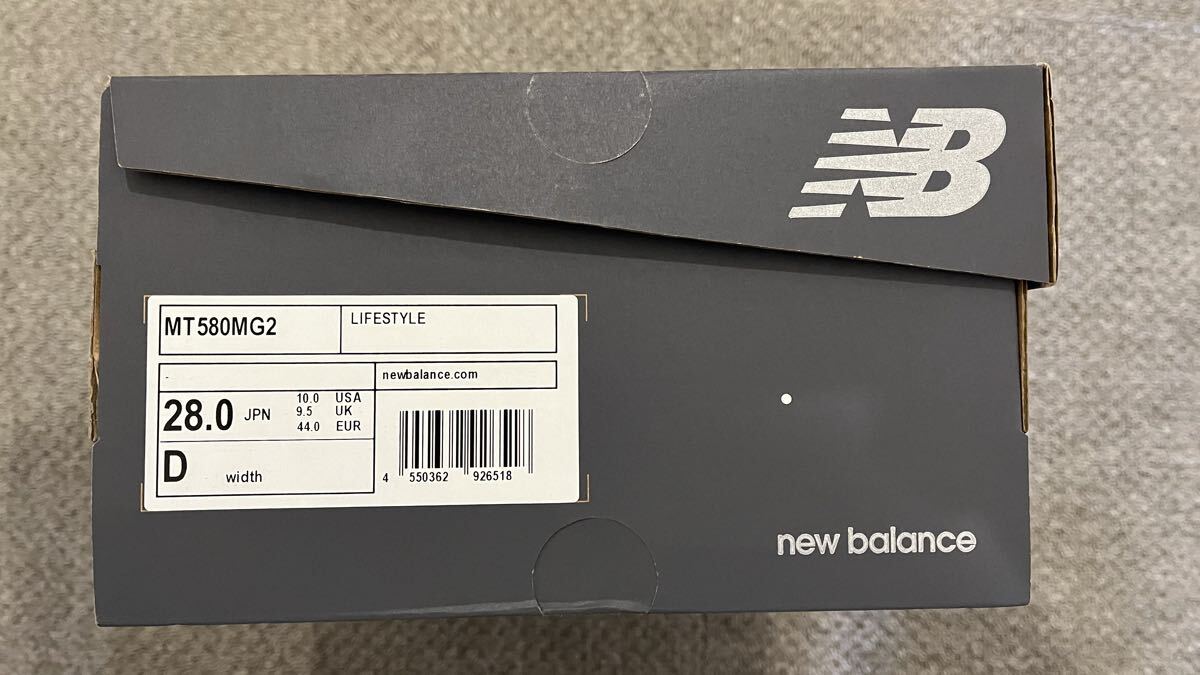 NB
MT580MG2
LIFESTYLE
-
newbalance.com
28.0 JPN
10.0 USA
9.5 UK
44.0 EUR
D width
4 550362 926518
new balance